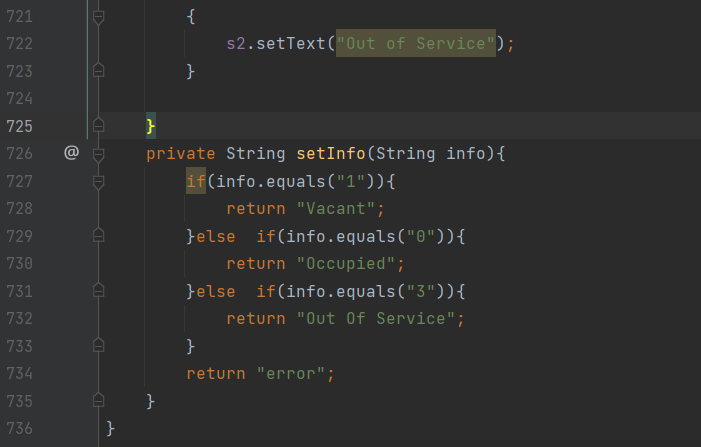 721 {
722 s2.setText("Out of Service");
723 }
724
725 }
726 @ private String setInfo(String info){
727 if(info.equals("1")){
728 return "Vacant";
729 }else  if(info.equals("0")){
730 return "Occupied";
731 }else  if(info.equals("3")){
732 return "Out Of Service";
733 }
734 return "error";
735 }
736 }